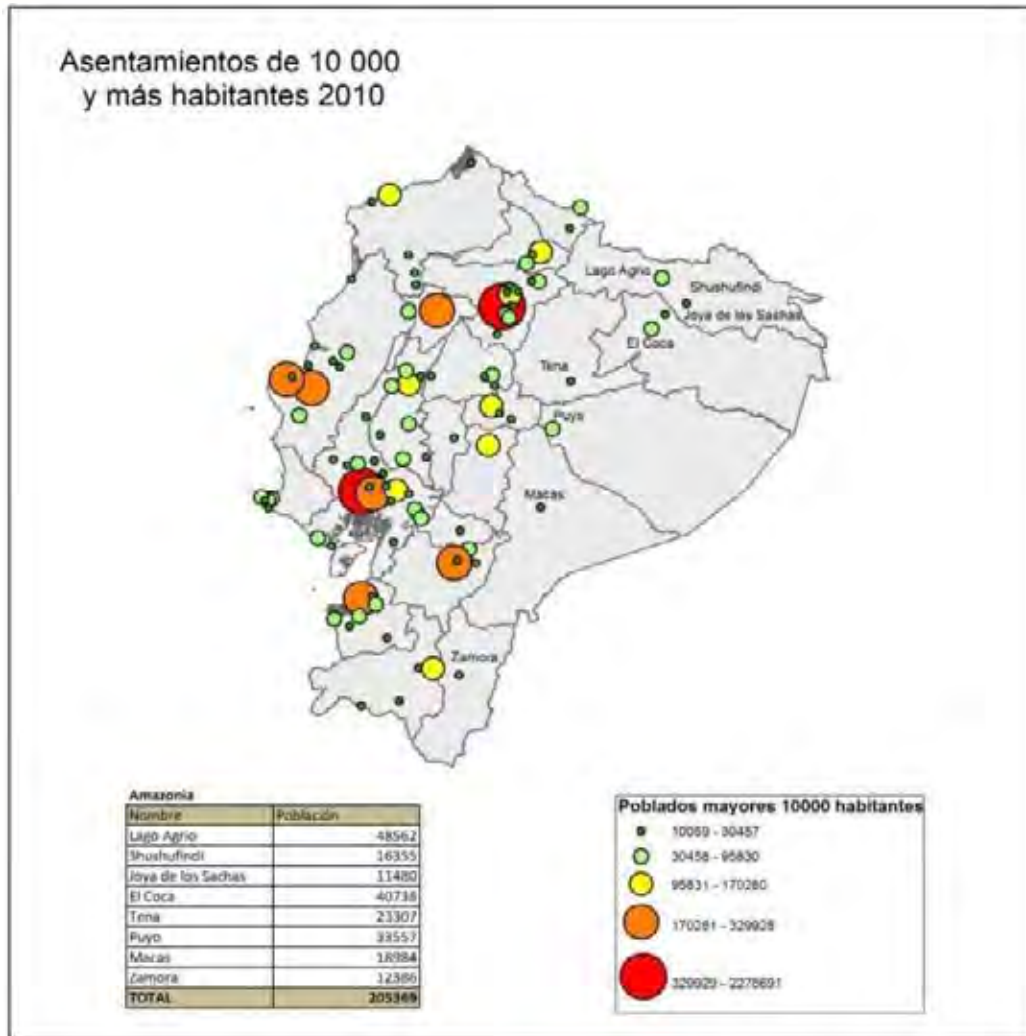 Asentamientos de 10 000
y más habitantes 2010
Lago Agrio
Shushufindi
Joya de los Sachas
El Coca
Tena
Puyo
Macas
Zamora
Amazonia
Nombre Población
Lago Agrio 48562
Shushufindi 16355
Joya de los Sachas 11480
El Coca 40738
Tena 23307
Puyo 33557
Macas 18984
Zamora 12386
TOTAL 205369
Poblados mayores 10000 habitantes
10059 - 30457
30458 - 95830
95831 - 170280
170281 - 329928
329929 - 2278691